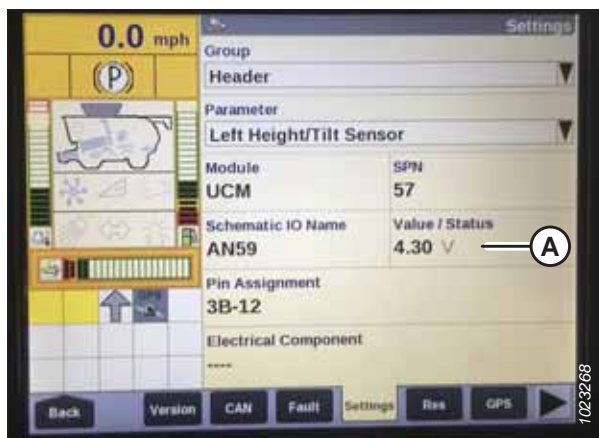 0.0 mph
(P)
Settings
Group
Header
Parameter
Left Height/Tilt Sensor
Module
SPN
UCM
57
Schematic IO Name
Value / Status
AN59
4.30 V
A
Pin Assignment
3B-12
Electrical Component
----
Back
Version
CAN
Fault
Settings
Res
GPS
1023268